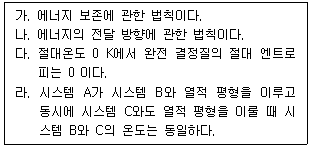 가. 에너지 보존에 관한 법칙이다.
나. 에너지의 전달 방향에 관한 법칙이다.
다. 절대온도 0 K에서 완전 결정질의 절대 엔트로
피는 0 이다.
라. 시스템 A가 시스템 B와 열적 평형을 이루고
동시에 시스템 C와도 열적 평형을 이룰 때 시
스템 B와 C의 온도는 동일하다.